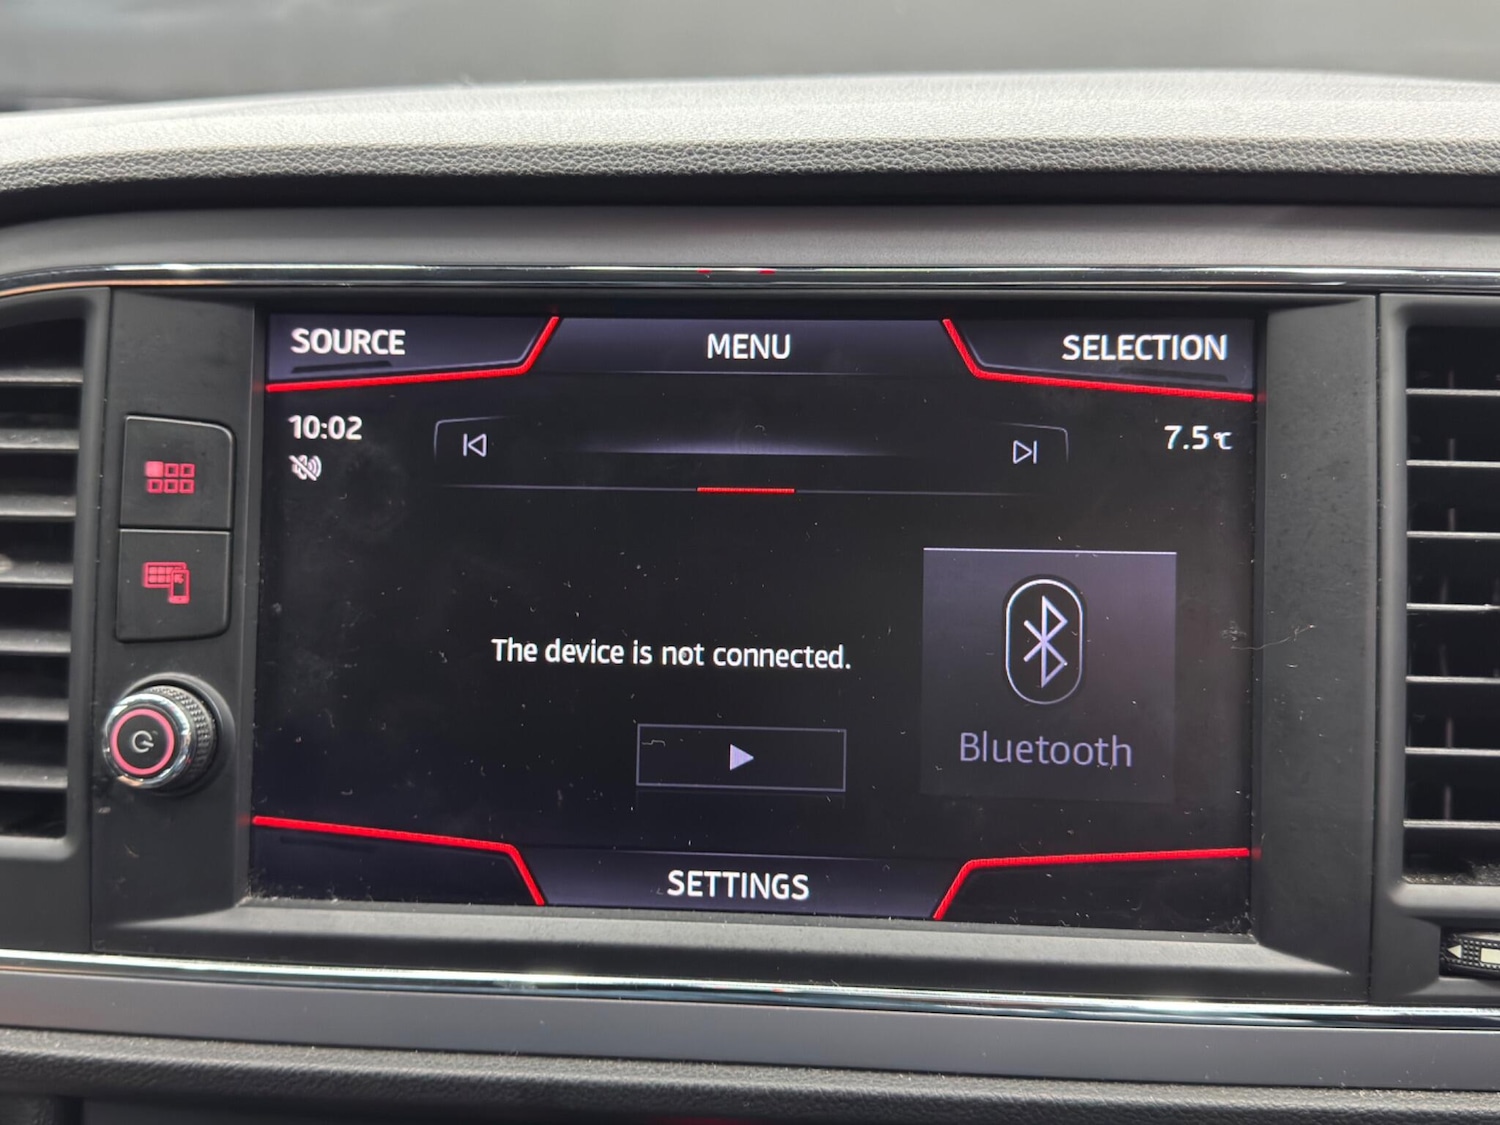 SOURCE
MENU
SELECTION
10:02
7.5℃
The device is not connected.
Bluetooth
SETTINGS